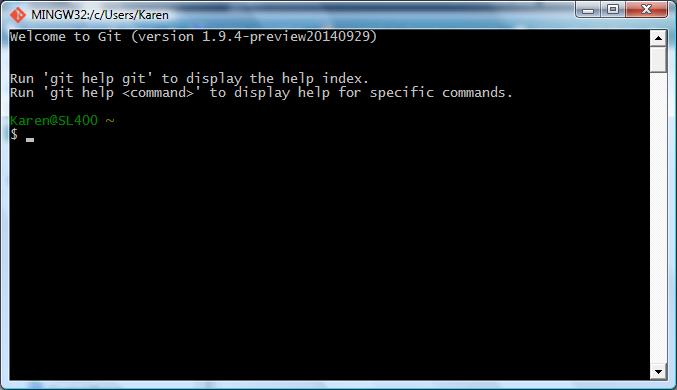 MINGW32:/c/Users/Karen
Welcome to Git (version 1.9.4-preview20140929)
Run 'git help git' to display the help index.
Run 'git help <command>' to display help for specific commands.
Karen@SL400 ~
$